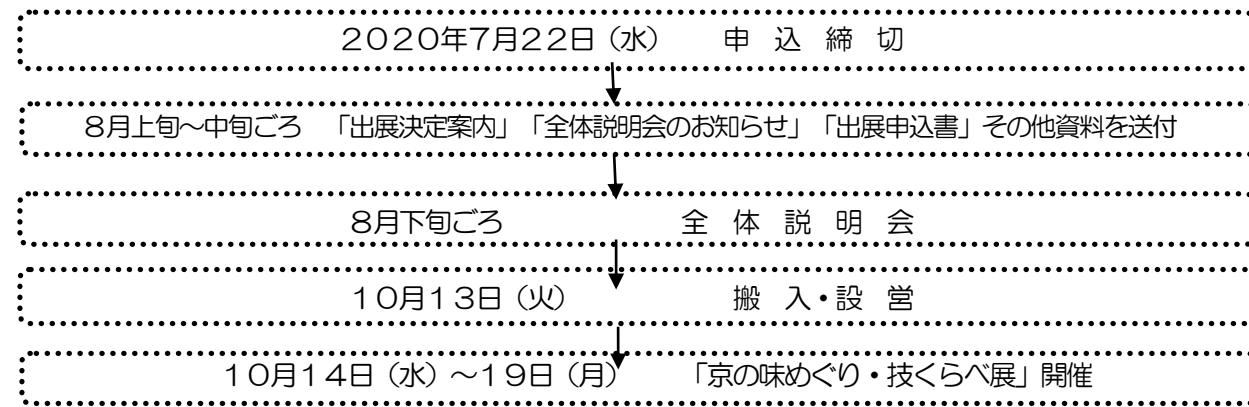 ２０２０年７月２２日（水）　　申　込　締　切
８月上旬～中旬ごろ　「出展決定案内」「全体説明会のお知らせ」「出展申込書」その他資料を送付
８月下旬ごろ　　　　　　全　体　説　明　会
１０月１３日（火）　　　　　　搬　入・設　営
１０月１４日（水）～１９日（月）　　「京の味めぐり・技くらべ展」開催